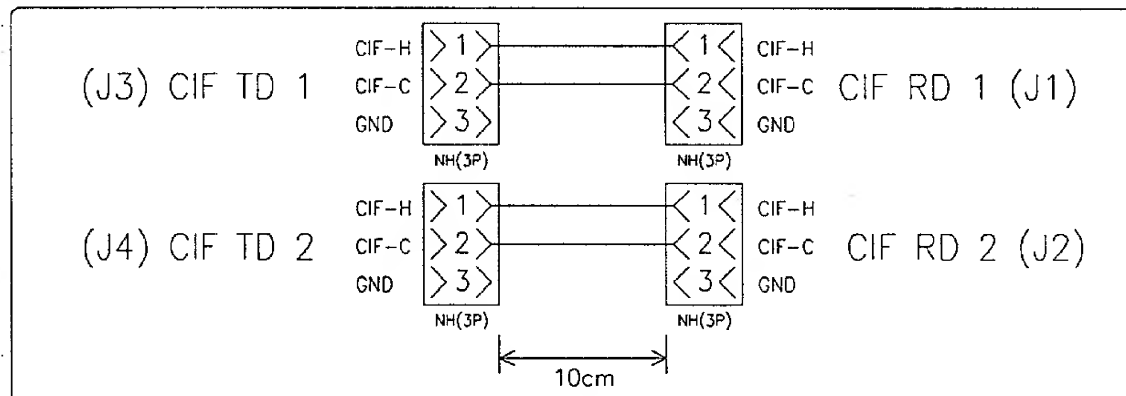 CIF-H 1 1 CIF-H
(J3) CIF TD 1 CIF-C 2 2 CIF-C CIF RD 1 (J1)
GND 3 3 GND
NH(3P) NH(3P)
CIF-H 1 1 CIF-H
(J4) CIF TD 2 CIF-C 2 2 CIF-C CIF RD 2 (J2)
GND 3 3 GND
NH(3P) NH(3P)
10cm